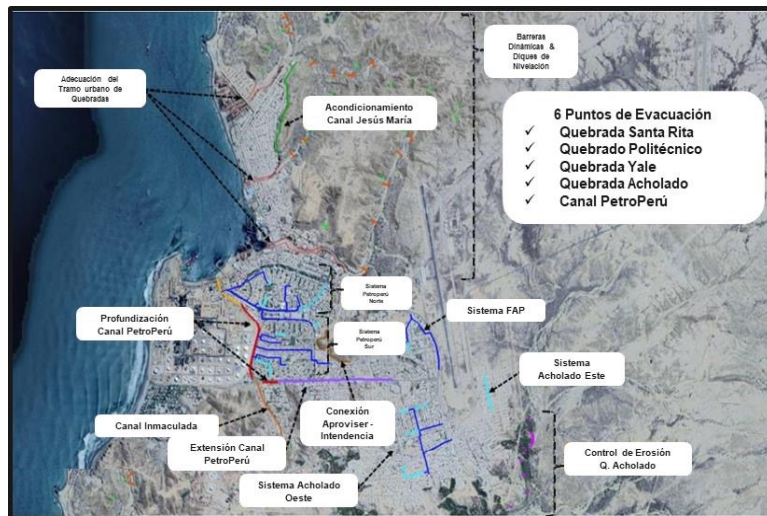 Barreras
Dinámicas &
Diques de
Nivelación
Adecuación del
Tramo urbano de
Quebradas
Acondicionamiento
Canal Jesús María
6 Puntos de Evacuación
✓ Quebrada Santa Rita
✓ Quebrado Politécnico
✓ Quebrada Yale
✓ Quebrada Acholado
✓ Canal PetroPerú
Sistema
Petroperú
Norte
Sistema FAP
Profundización
Canal PetroPerú
Sistema
Petroperú
Sur
Sistema
Acholado Este
Canal Inmaculada
Conexión
Aproviser -
Intendencia
Extensión Canal
PetroPerú
Control de Erosión
Q. Acholado
Sistema Acholado
Oeste